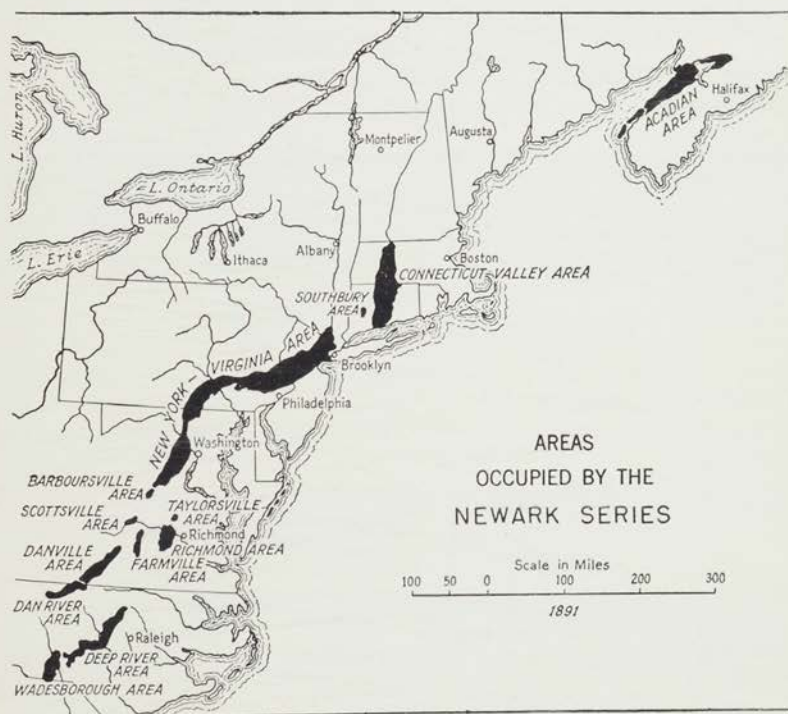 L. Huron
L. Ontario
Buffalo
L. Erie
Ithaca
Montpelier
Albany
Augusta
Boston
Halifax
ACADIAN
AREA
CONNECTICUT-VALLEY AREA
SOUTHBURY
AREA
NEW YORK - VIRGINIA AREA
Brooklyn
Philadelphia
Washington
BARBOURSVILLE
AREA
SCOTTSVILLE
AREA
TAYLORSVILLE
AREA
Richmond
RICHMOND AREA
DANVILLE
AREA
FARMVILLE
AREA
DAN RIVER
AREA
Raleigh
DEEP RIVER
AREA
WADESBOROUGH AREA
AREAS
OCCUPIED BY THE
NEWARK SERIES
Scale in Miles
100 50 0 100 200 300
1891